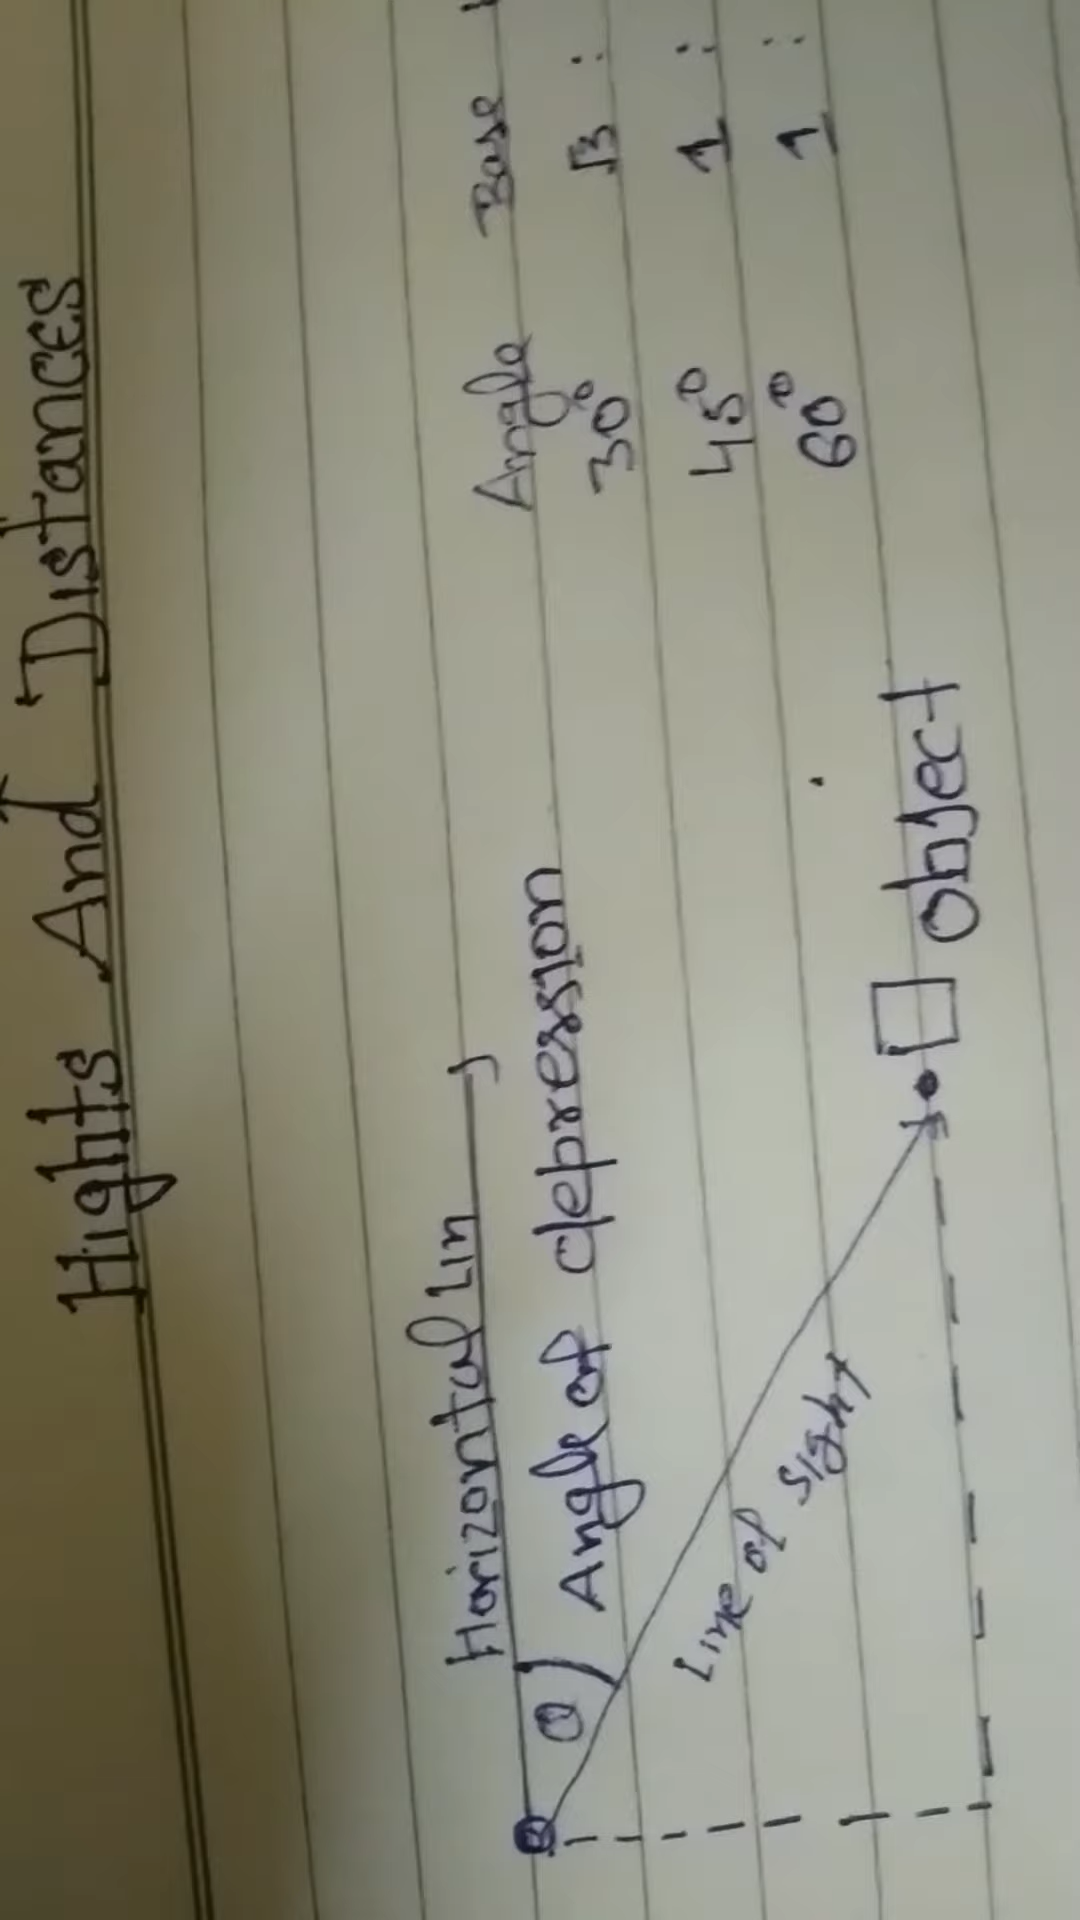 Hights And Distances
Horizontal Lin
θ
Angle of depression
Line of sight
object
Angle Base
30° √3 :
45° 1 :
60° 1 :